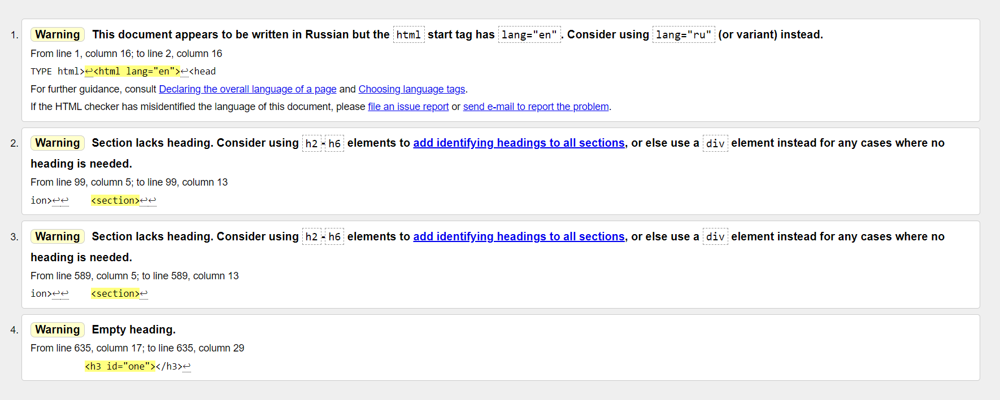 1. Warning This document appears to be written in Russian but the html start tag has lang="en". Consider using lang="ru" (or variant) instead.
From line 1, column 16; to line 2, column 16
TYPE html>↩<html lang="en">↩<head
For further guidance, consult Declaring the overall language of a page and Choosing language tags.
If the HTML checker has misidentified the language of this document, please file an issue report or send e-mail to report the problem.
2. Warning Section lacks heading. Consider using h2-h6 elements to add identifying headings to all sections, or else use a div element instead for any cases where no
heading is needed.
From line 99, column 5; to line 99, column 13
ion>↩↩    <section>↩↩
3. Warning Section lacks heading. Consider using h2-h6 elements to add identifying headings to all sections, or else use a div element instead for any cases where no
heading is needed.
From line 589, column 5; to line 589, column 13
ion>↩↩    <section>↩
4. Warning Empty heading.
From line 635, column 17; to line 635, column 29
<h3 id="one"></h3>↩